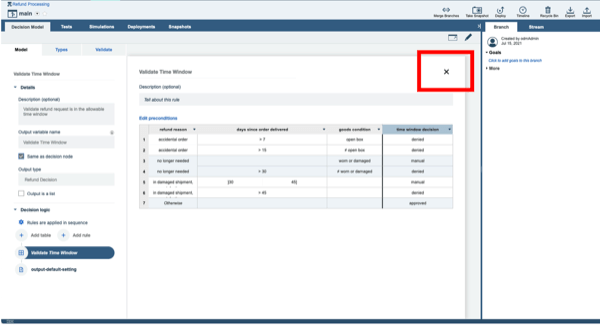 Refund Processing
main
Merge Branches
Take Snapshot
Deploy
Timeline
Recycle Bin
Export
Import
Decision Model
Tests
Simulations
Deployments
Snapshots
Branch
Stream
Model
Types
Validate
Created by odmAdmin
Jul 15, 2021
Goals
Click to add goals to this branch
More
Validate Time Window
Details
Description (optional)
Validate refund request is in the allowable
time window
Output variable name
Validate Time Window
Same as decision node
Output type
Refund Decision
Output is a list
Decision logic
Rules are applied in sequence
Add table
Add rule
Validate Time Window
output-default-setting
Validate Time Window
Description (optional)
Tell about this rule
Edit preconditions
refund reason days since order delivered goods condition time window decision
1 accidental order > 7 open box denied
2 accidental order > 15 ≠ open box denied
3 no longer needed worn or damaged manual
4 no longer needed > 30 ≠ worn or damaged denied
5 in damaged shipment, [30 45] manual
6 in damaged shipment, > 45 denied
7 Otherwise approved